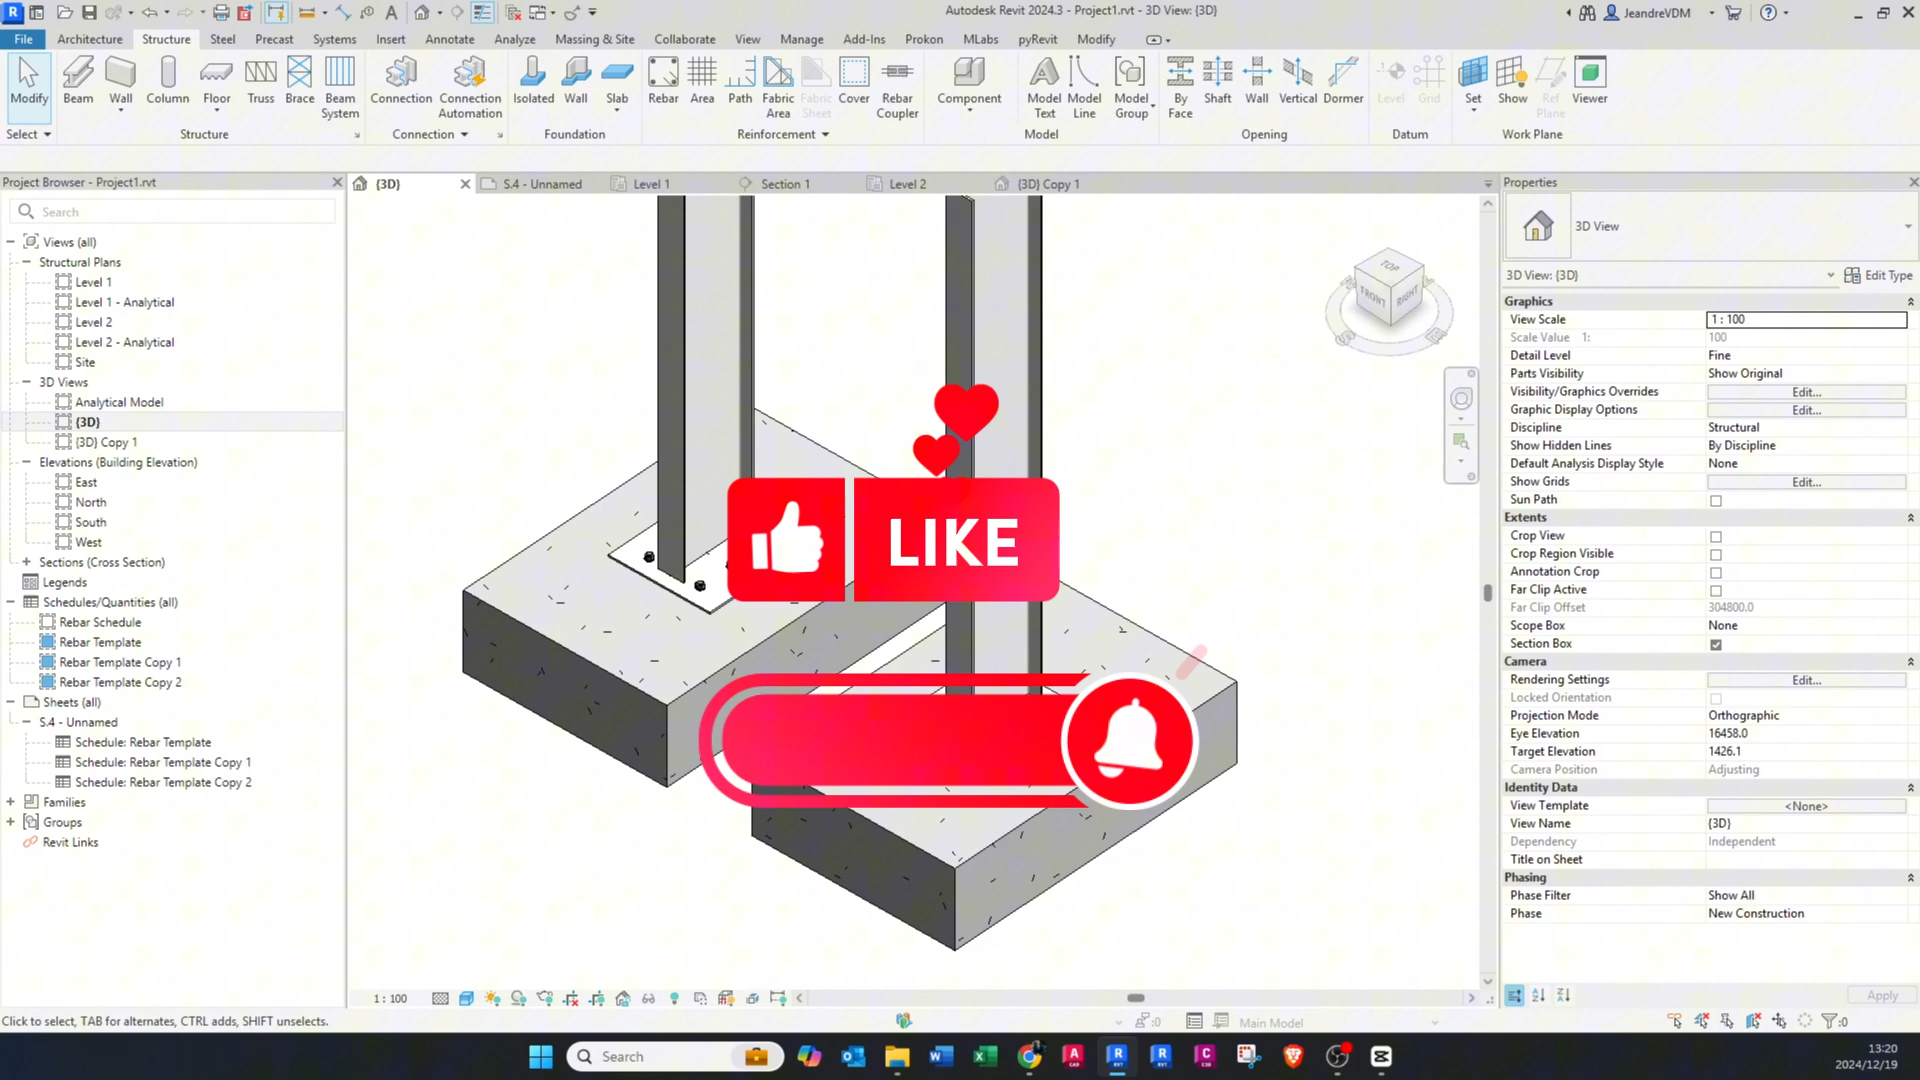 Autodesk Revit 2024.3 - Project1.rvt - 3D View: {3D}
JeandreVDM
File Architecture Structure Steel Precast Systems Insert Annotate Analyze Massing & Site Collaborate View Manage Add-Ins Prokon MLabs pyRevit Modify
Modify Beam Wall Column Floor Truss Brace Beam System Connection Connection Automation Isolated Wall Slab Rebar Area Path Fabric Area Fabric Sheet Cover Rebar Coupler Component Model Text Model Line Model Group By Face Shaft Wall Vertical Dormer Level Grid Set Show Ref Plane Viewer
Select Structure Connection Foundation Reinforcement Model Opening Datum Work Plane
Project Browser - Project1.rvt
Search
Views (all)
Structural Plans
Level 1
Level 1 - Analytical
Level 2
Level 2 - Analytical
Site
3D Views
Analytical Model
{3D}
{3D} Copy 1
Elevations (Building Elevation)
East
North
South
West
Sections (Cross Section)
Legends
Schedules/Quantities (all)
Rebar Schedule
Rebar Template
Rebar Template Copy 1
Rebar Template Copy 2
Sheets (all)
S.4 - Unnamed
Schedule: Rebar Template
Schedule: Rebar Template Copy 1
Schedule: Rebar Template Copy 2
Families
Groups
Revit Links
{3D} S.4 - Unnamed Level 1 Section 1 Level 2 {3D} Copy 1
TOP
FRONT RIGHT
LIKE
Properties
3D View
3D View: {3D} Edit Type
Graphics
View Scale 1 : 100
Scale Value 1: 100
Detail Level Fine
Parts Visibility Show Original
Visibility/Graphics Overrides Edit...
Graphic Display Options Edit...
Discipline Structural
Show Hidden Lines By Discipline
Default Analysis Display Style None
Show Grids Edit...
Sun Path
Extents
Crop View
Crop Region Visible
Annotation Crop
Far Clip Active
Far Clip Offset 304800.0
Scope Box None
Section Box
Camera
Rendering Settings Edit...
Locked Orientation
Projection Mode Orthographic
Eye Elevation 16458.0
Target Elevation 1426.1
Camera Position Adjusting
Identity Data
View Template <None>
View Name {3D}
Dependency Independent
Title on Sheet
Phasing
Phase Filter Show All
Phase New Construction
Apply
1 : 100
Click to select, TAB for alternates, CTRL adds, SHIFT unselects.
:0 Main Model :0
Search
13:20
2024/12/19